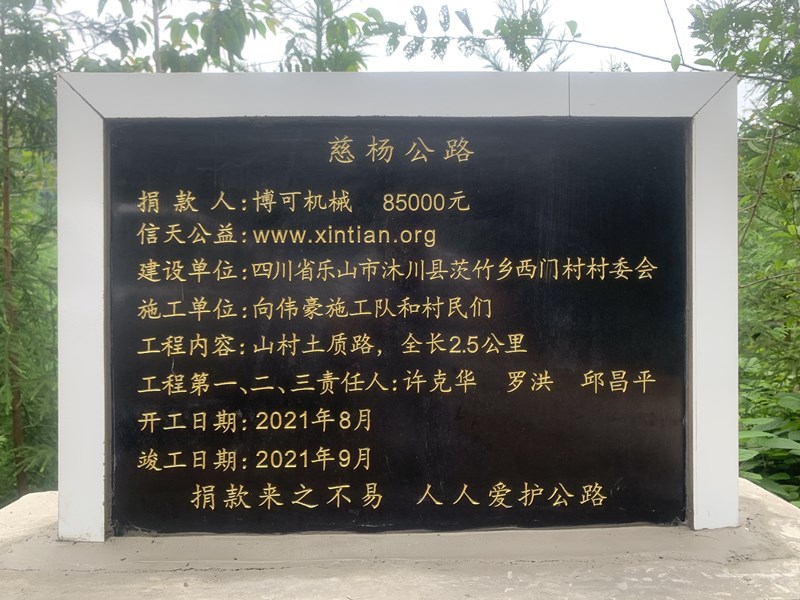 慈杨公路
捐款人:博可机械 85000元
信天公益:www.xintian.org
建设单位:四川省乐山市沐川县茨竹乡西门村村委会
施工单位:向伟豪施工队和村民们
工程内容:山村土质路，全长2.5公里
工程第一、二、三责任人:许克华 罗洪 邱昌平
开工日期:2021年8月
竣工日期:2021年9月
捐款来之不易 人人爱护公路